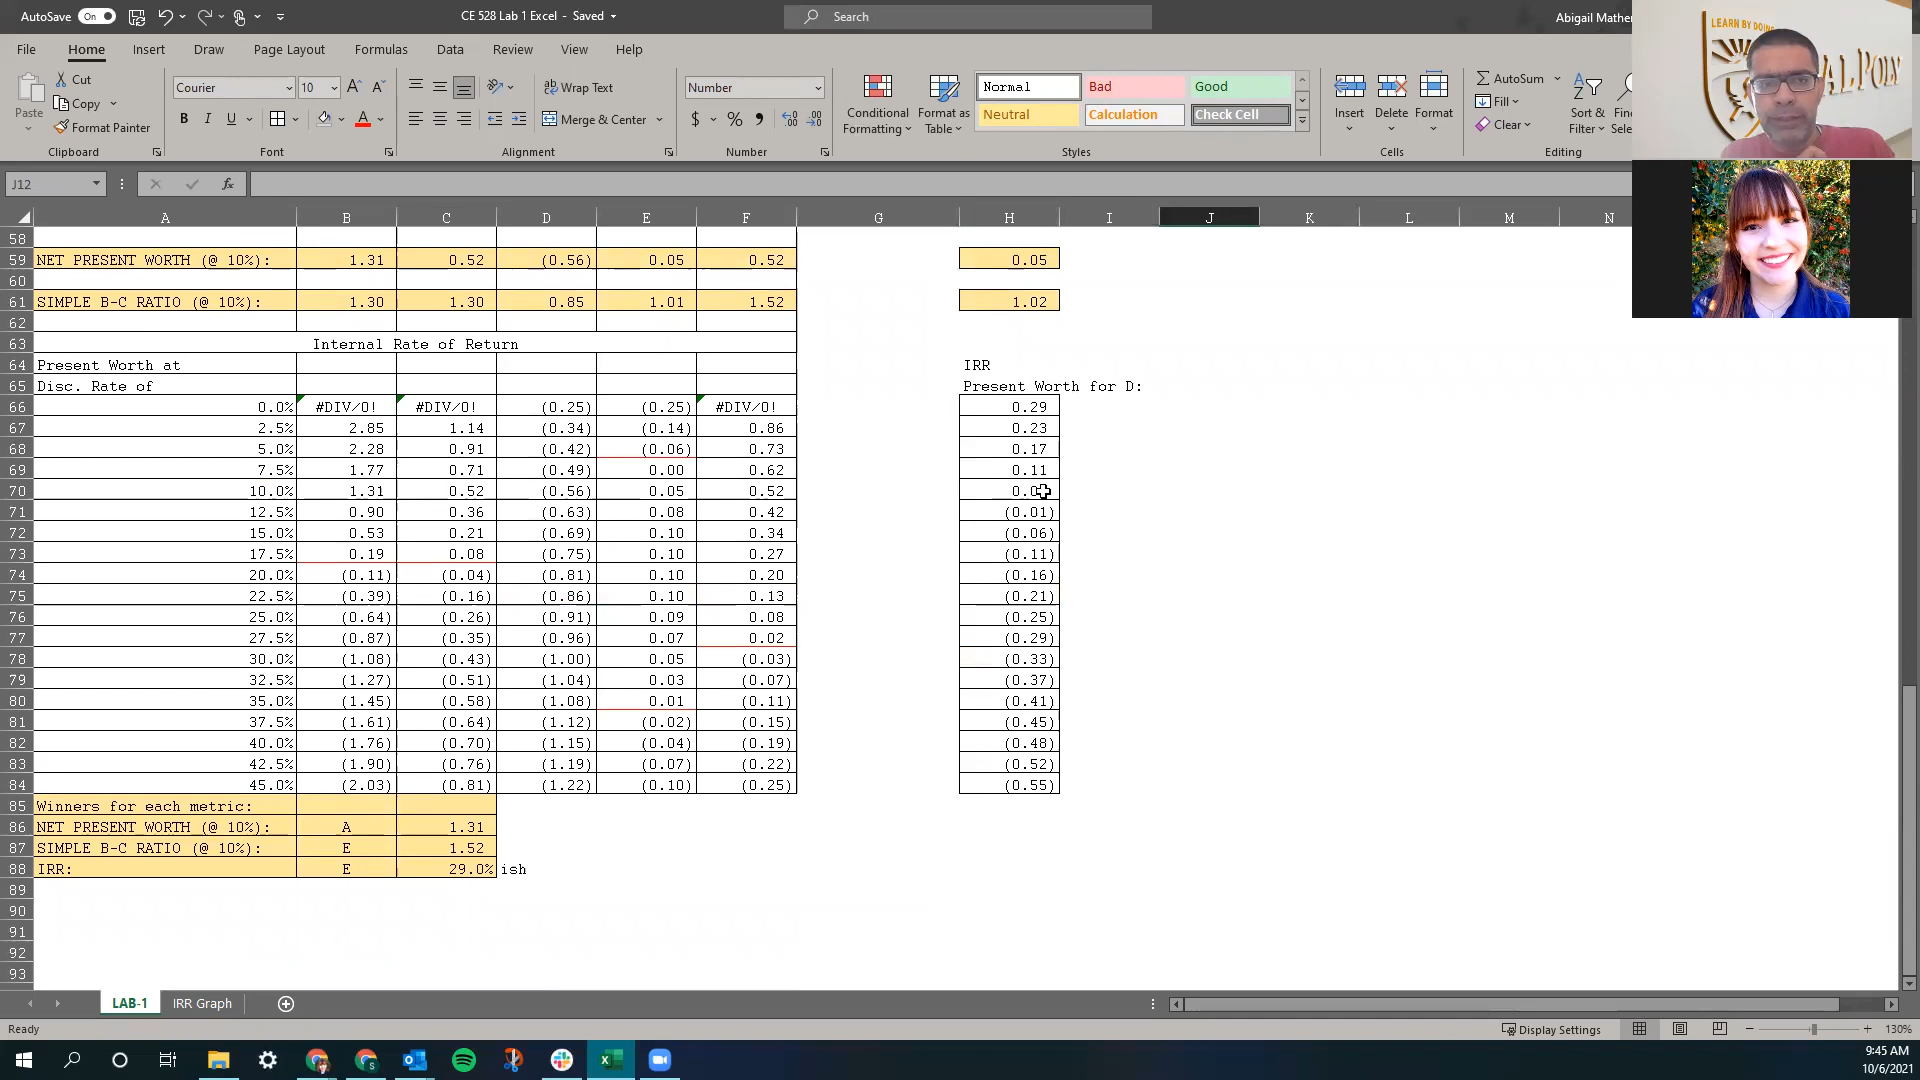 AutoSave On CE 528 Lab 1 Excel - Saved Search Abigail Mather
LEARN BY DOING
AL POLY
File Home Insert Draw Page Layout Formulas Data Review View Help
Paste Cut Copy Format Painter
Courier 10 A A
B I U A
Wrap Text
Merge & Center
Number
$ % 9
Conditional Formatting Format as Table
Normal Bad Good
Neutral Calculation Check Cell
Insert Delete Format
AutoSum Fill Clear
Sort & Filter
Clipboard Font Alignment Number Styles Cells Editing
J12 fx
A B C D E F G H I J K L M N
58
59 NET PRESENT WORTH (@ 10%): 1.31 0.52 (0.56) 0.05 0.52 0.05
60
61 SIMPLE B-C RATIO (@ 10%): 1.30 1.30 0.85 1.01 1.52 1.02
62
63 Internal Rate of Return
64 Present Worth at IRR
65 Disc. Rate of Present Worth for D:
66 0.0% #DIV/0! #DIV/0! (0.25) (0.25) #DIV/0! 0.29
67 2.5% 2.85 1.14 (0.34) (0.14) 0.86 0.23
68 5.0% 2.28 0.91 (0.42) (0.06) 0.73 0.17
69 7.5% 1.77 0.71 (0.49) 0.00 0.62 0.11
70 10.0% 1.31 0.52 (0.56) 0.05 0.52
71 12.5% 0.90 0.36 (0.63) 0.08 0.42 (0.01)
72 15.0% 0.53 0.21 (0.69) 0.10 0.34 (0.06)
73 17.5% 0.19 0.08 (0.75) 0.10 0.27 (0.11)
74 20.0% (0.11) (0.04) (0.81) 0.10 0.20 (0.16)
75 22.5% (0.39) (0.16) (0.86) 0.10 0.13 (0.21)
76 25.0% (0.64) (0.26) (0.91) 0.09 0.08 (0.25)
77 27.5% (0.87) (0.35) (0.96) 0.07 0.02 (0.29)
78 30.0% (1.08) (0.43) (1.00) 0.05 (0.03) (0.33)
79 32.5% (1.27) (0.51) (1.04) 0.03 (0.07) (0.37)
80 35.0% (1.45) (0.58) (1.08) 0.01 (0.11) (0.41)
81 37.5% (1.61) (0.64) (1.12) (0.02) (0.15) (0.45)
82 40.0% (1.76) (0.70) (1.15) (0.04) (0.19) (0.48)
83 42.5% (1.90) (0.76) (1.19) (0.07) (0.22) (0.52)
84 45.0% (2.03) (0.81) (1.22) (0.10) (0.25) (0.55)
85 Winners for each metric:
86 NET PRESENT WORTH (@ 10%): A 1.31
87 SIMPLE B-C RATIO (@ 10%): E 1.52
88 IRR: E 29.0% ish
89
90
91
92
93
LAB-1 IRR Graph
Ready Display Settings 130%
9:45 AM
10/6/2021